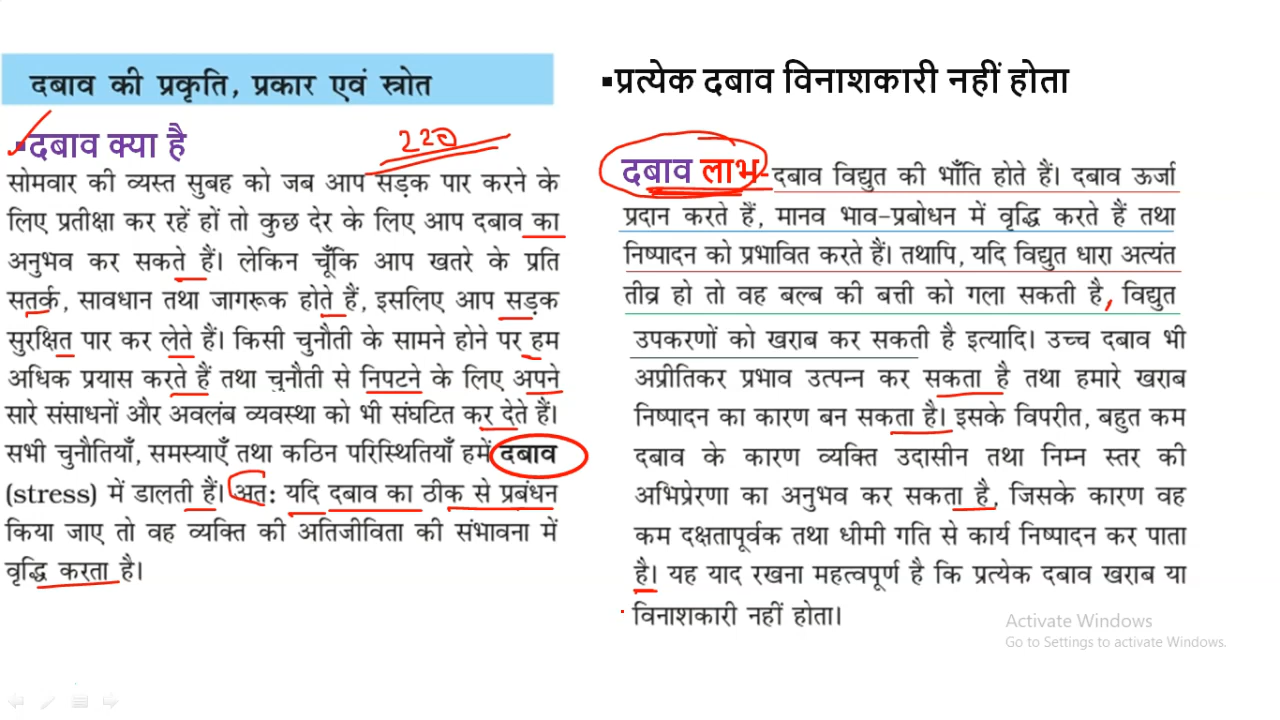 दबाव की प्रकृति, प्रकार एवं स्रोत
▪दबाव क्या है
220
सोमवार की व्यस्त सुबह को जब आप सड़क पार करने के
लिए प्रतीक्षा कर रहें हों तो कुछ देर के लिए आप दबाव का
अनुभव कर सकते हैं। लेकिन चूँकि आप खतरे के प्रति
सतर्क, सावधान तथा जागरूक होते हैं, इसलिए आप सड़क
सुरक्षित पार कर लेते हैं। किसी चुनौती के सामने होने पर हम
अधिक प्रयास करते हैं तथा चुनौती से निपटने के लिए अपने
सारे संसाधनों और अवलंब व्यवस्था को भी संघटित कर देते हैं।
सभी चुनौतियाँ, समस्याएँ तथा कठिन परिस्थितियाँ हमें दबाव
(stress) में डालती हैं। अत: यदि दबाव का ठीक से प्रबंधन
किया जाए तो वह व्यक्ति की अतिजीविता की संभावना में
वृद्धि करता है।
▪प्रत्येक दबाव विनाशकारी नहीं होता
दबाव लाभ- दबाव विद्युत की भाँति होते हैं। दबाव ऊर्जा
प्रदान करते हैं, मानव भाव-प्रबोधन में वृद्धि करते हैं तथा
निष्पादन को प्रभावित करते हैं। तथापि, यदि विद्युत धारा अत्यंत
तीव्र हो तो वह बल्ब की बत्ती को गला सकती है, विद्युत
उपकरणों को खराब कर सकती है इत्यादि। उच्च दबाव भी
अप्रीतिकर प्रभाव उत्पन्न कर सकता है तथा हमारे खराब
निष्पादन का कारण बन सकता है। इसके विपरीत, बहुत कम
दबाव के कारण व्यक्ति उदासीन तथा निम्न स्तर की
अभिप्रेरणा का अनुभव कर सकता है, जिसके कारण वह
कम दक्षतापूर्वक तथा धीमी गति से कार्य निष्पादन कर पाता
है। यह याद रखना महत्वपूर्ण है कि प्रत्येक दबाव खराब या
विनाशकारी नहीं होता।
Activate Windows
Go to Settings to activate Windows.